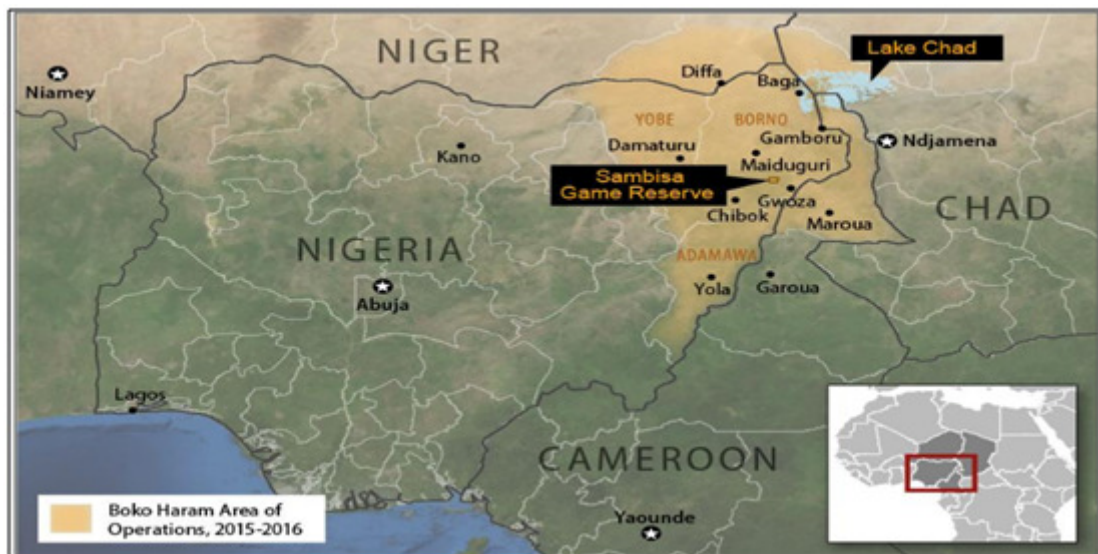 NIGER
Lake Chad
Niamey
Diffa
Baga
YOBE
BORNO
Gamboru
Ndjamena
Kano
Damaturu
Maiduguri
Sambisa
Game Reserve
Gwoza
Chibok
Maroua
CHAD
NIGERIA
ADAMAWA
Abuja
Yola
Garoua
Lagos
CAMEROON
Boko Haram Area of
Operations, 2015-2016
Yaounde